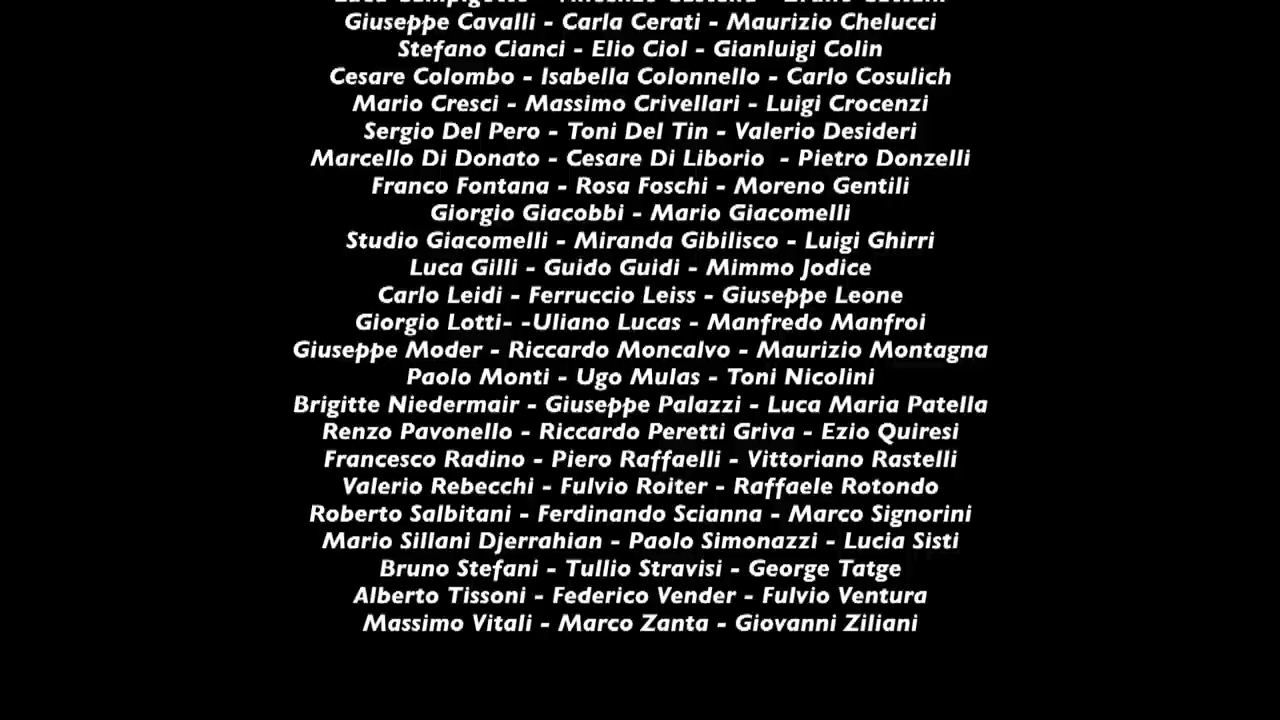 Giuseppe Cavalli - Carla Cerati - Maurizio Chelucci
Stefano Cianci - Elio Ciol - Gianluigi Colin
Cesare Colombo - Isabella Colonnello - Carlo Cosulich
Mario Cresci - Massimo Crivellari - Luigi Crocenzi
Sergio Del Pero - Toni Del Tin - Valerio Desideri
Marcello Di Donato - Cesare Di Liborio  - Pietro Donzelli
Franco Fontana - Rosa Foschi - Moreno Gentili
Giorgio Giacobbi - Mario Giacomelli
Studio Giacomelli - Miranda Gibilisco - Luigi Ghirri
Luca Gilli - Guido Guidi - Mimmo Jodice
Carlo Leidi - Ferruccio Leiss - Giuseppe Leone
Giorgio Lotti- -Uliano Lucas - Manfredo Manfroi
Giuseppe Moder - Riccardo Moncalvo - Maurizio Montagna
Paolo Monti - Ugo Mulas - Toni Nicolini
Brigitte Niedermair - Giuseppe Palazzi - Luca Maria Patella
Renzo Pavonello - Riccardo Peretti Griva - Ezio Quiresi
Francesco Radino - Piero Raffaelli - Vittoriano Rastelli
Valerio Rebecchi - Fulvio Roiter - Raffaele Rotondo
Roberto Salbitani - Ferdinando Scianna - Marco Signorini
Mario Sillani Djerrahian - Paolo Simonazzi - Lucia Sisti
Bruno Stefani - Tullio Stravisi - George Tatge
Alberto Tissoni - Federico Vender - Fulvio Ventura
Massimo Vitali - Marco Zanta - Giovanni Ziliani